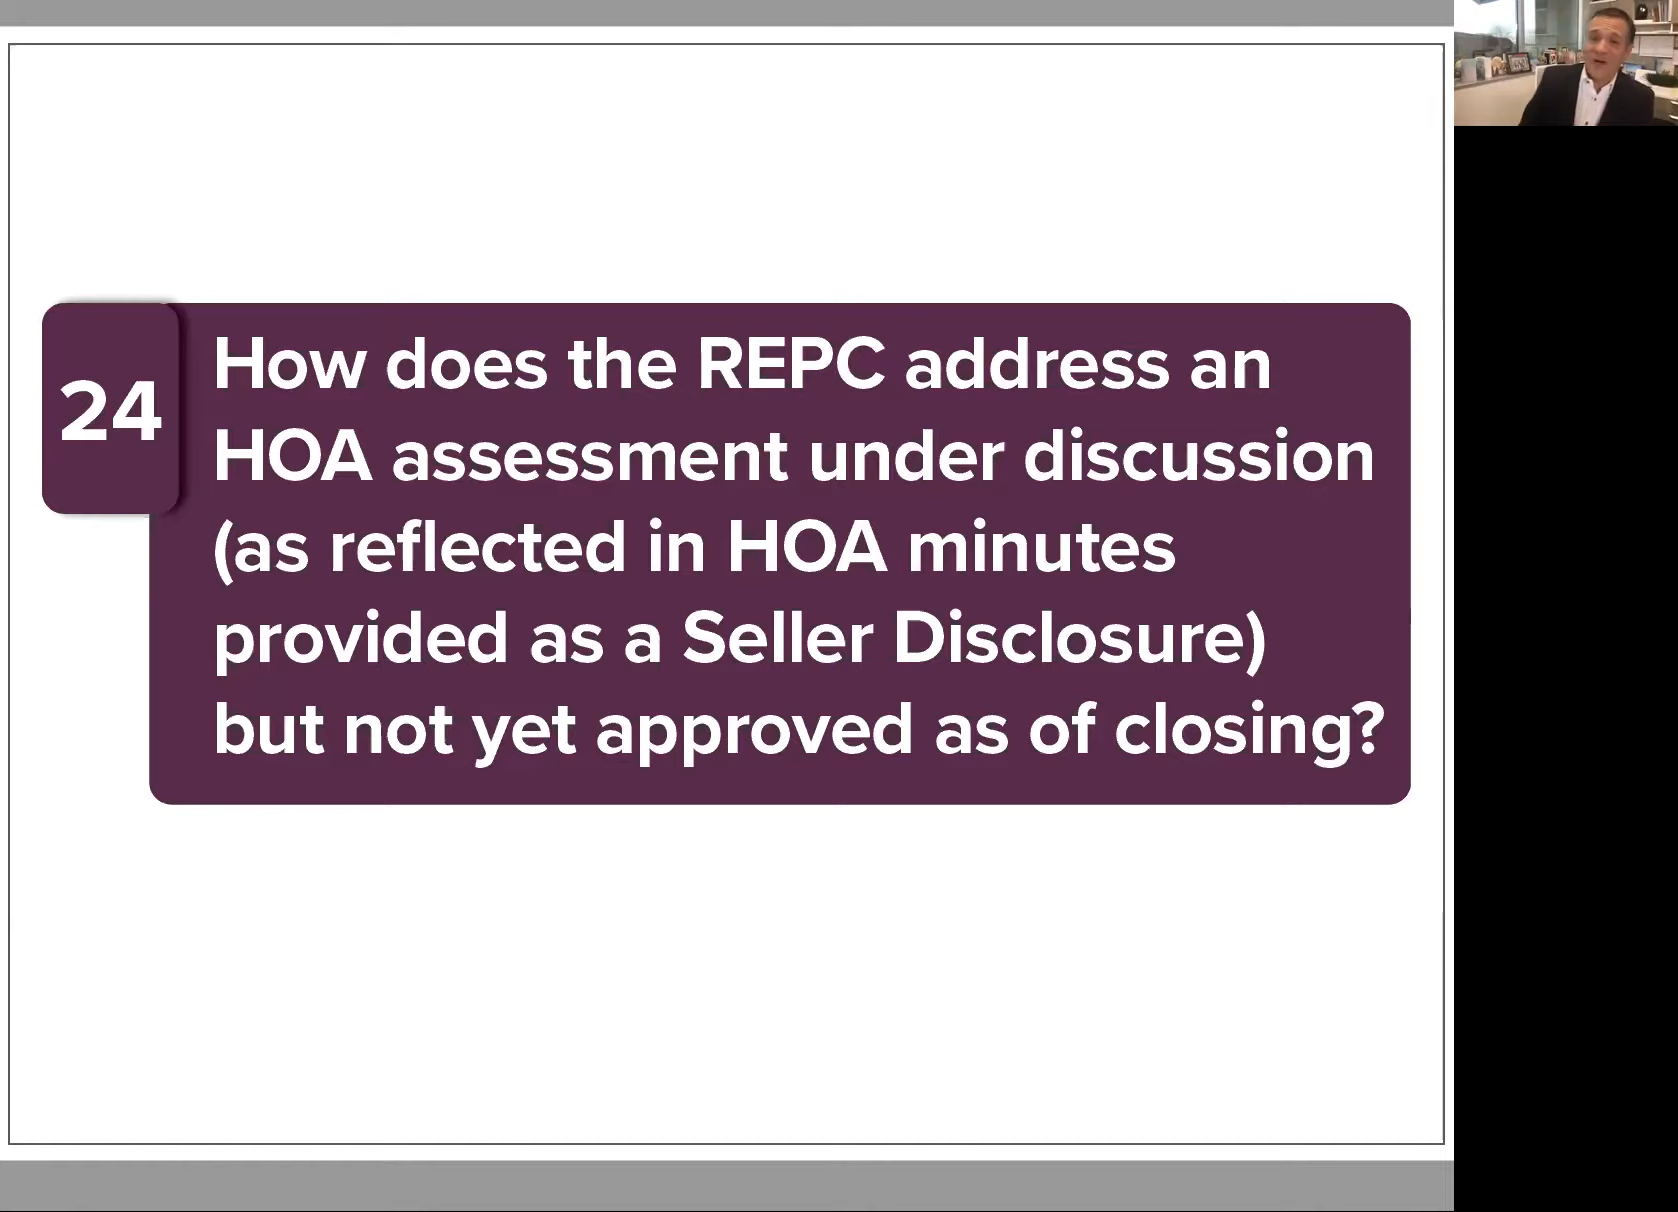 24
How does the REPC address an
HOA assessment under discussion
(as reflected in HOA minutes
provided as a Seller Disclosure)
but not yet approved as of closing?